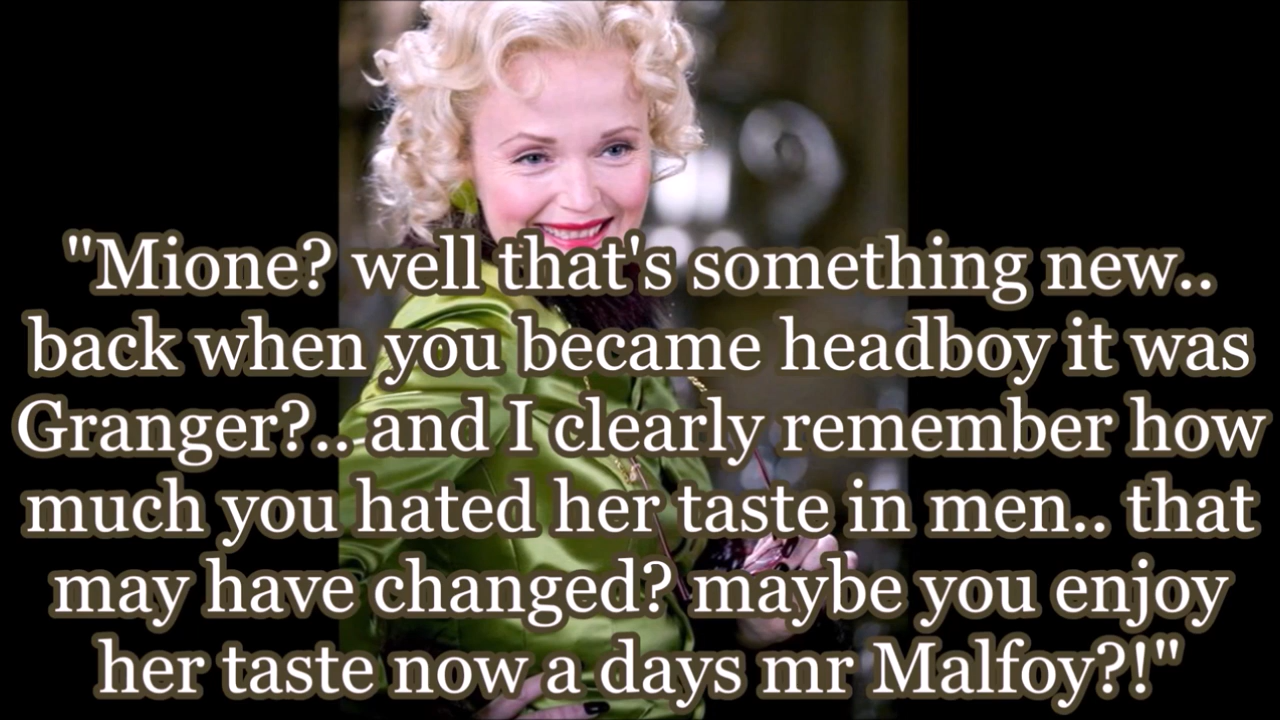 "Mione? well that's something new..
back when you became headboy it was
Granger?.. and I clearly remember how
much you hated her taste in men.. that
may have changed? maybe you enjoy
her taste now a days mr Malfoy?!"